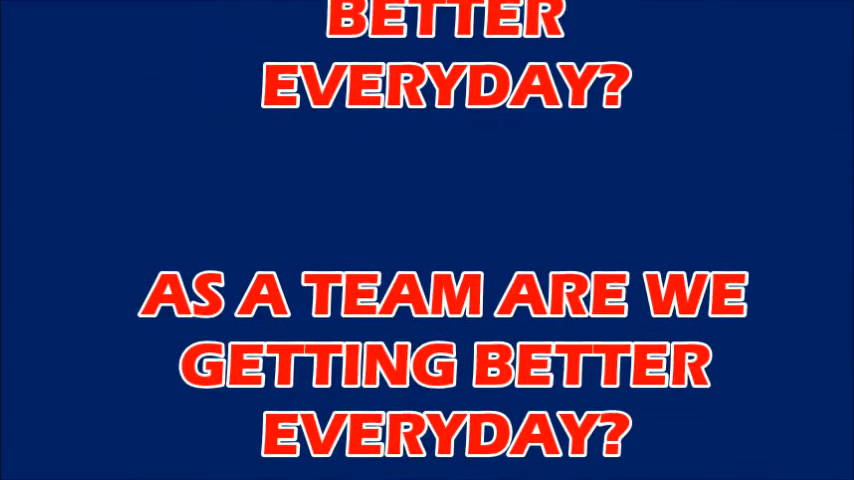 BETTER
EVERYDAY?
AS A TEAM ARE WE
GETTING BETTER
EVERYDAY?